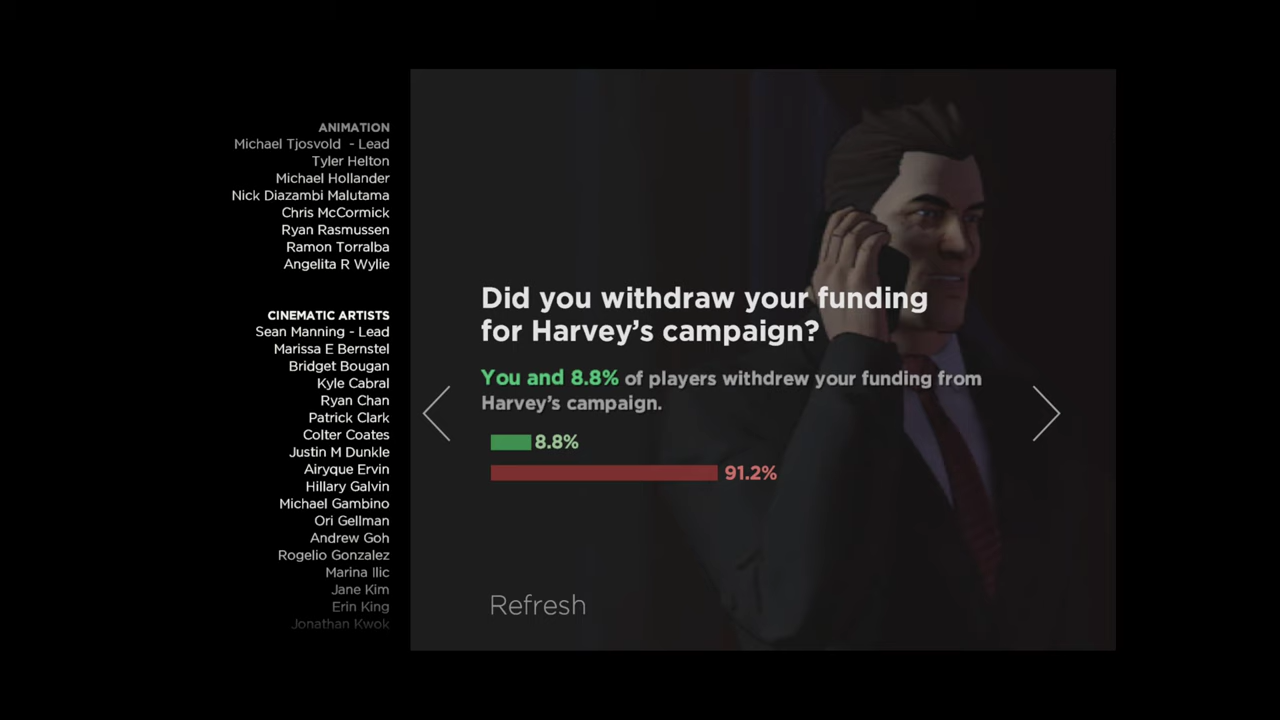 ANIMATION
Michael Tjosvold - Lead
Tyler Helton
Michael Hollander
Nick Diazambi Malutama
Chris McCormick
Ryan Rasmussen
Ramon Torralba
Angelita R Wylie
CINEMATIC ARTISTS
Sean Manning - Lead
Marissa E Bernstel
Bridget Bougan
Kyle Cabral
Ryan Chan
Patrick Clark
Colter Coates
Justin M Dunkle
Airyque Ervin
Hillary Galvin
Michael Gambino
Ori Gellman
Andrew Goh
Rogelio Gonzalez
Marina Ilic
Jane Kim
Erin King
Jonathan Kwok
Did you withdraw your funding
for Harvey's campaign?
You and 8.8% of players withdrew your funding from
Harvey's campaign.
8.8%
91.2%
Refresh